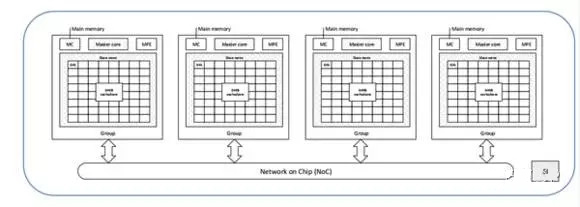 Main memory Main memory Main memory Main memory
MC Master core MPE MC Master core MPE MC Master core MPE MC Master core MPE
Slave cores Slave cores Slave cores Slave cores
Group Group Group Group
Network on Chip (NoC) SI